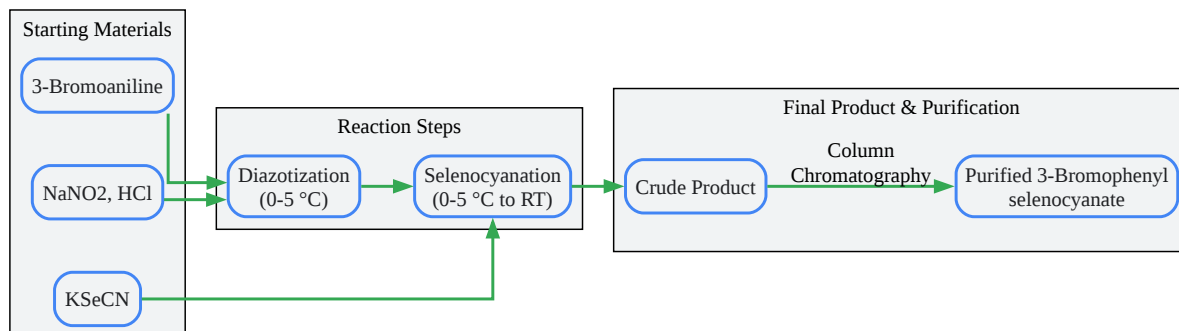 Starting Materials
3-Bromoaniline
NaNO2, HCl
KSeCN
Reaction Steps
Diazotization
(0-5 °C)
Selenocyanation
(0-5 °C to RT)
Final Product & Purification
Crude Product
Column
Chromatography
Purified 3-Bromophenyl
selenocyanate